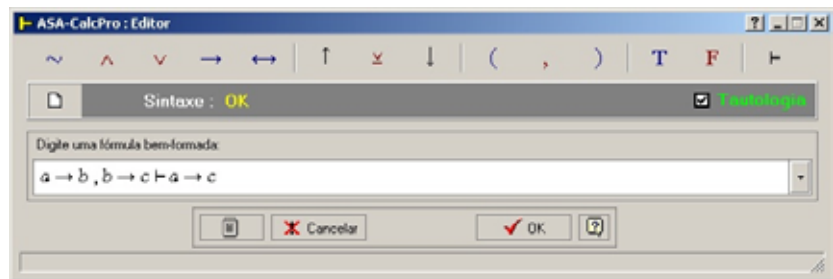 ASA-CalcPro : Editor
~ ∧ ∨ → ↔ ↑ ⊻ ↓ ( , ) T F ⊢
Sintaxe : OK Tautologia
Digite uma fórmula bem-formada:
a → b , b → c ⊢ a → c
Cancelar OK